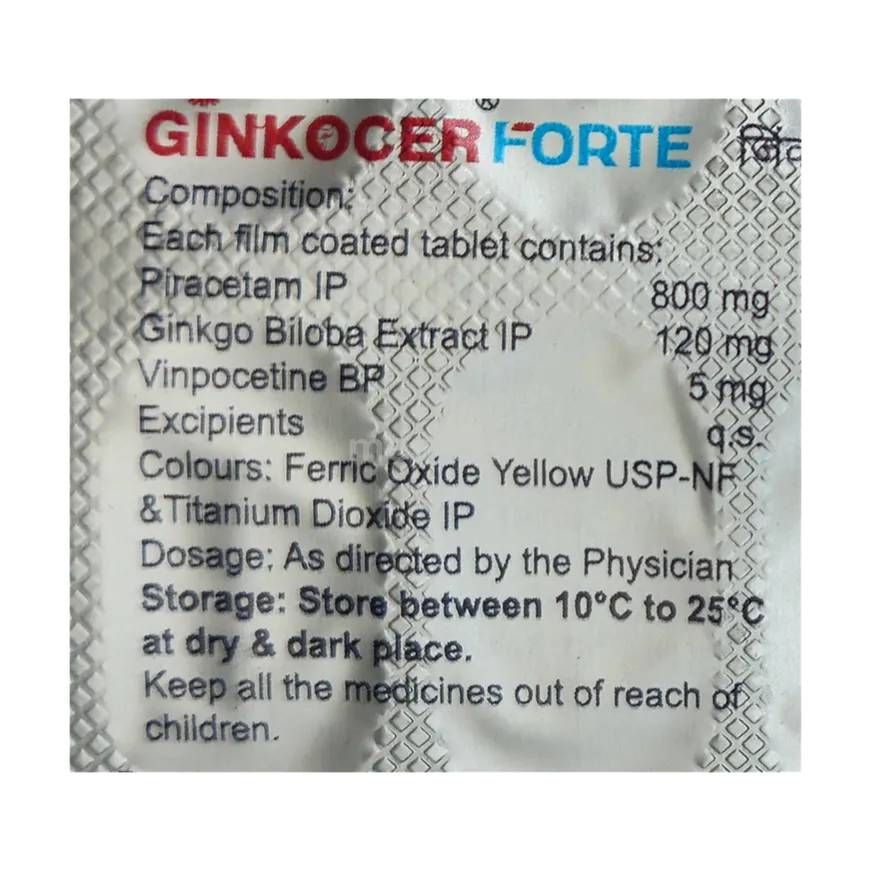 GINKOCER FORTE ®
Composition:
Each film coated tablet contains:
Piracetam IP 800 mg
Ginkgo Biloba Extract IP 120 mg
Vinpocetine BP 5 mg
Excipients q.s.
Colours: Ferric Oxide Yellow USP-NF
&Titanium Dioxide IP
Dosage: As directed by the Physician
Storage: Store between 10°C to 25°C
at dry & dark place.
Keep all the medicines out of reach of
children.